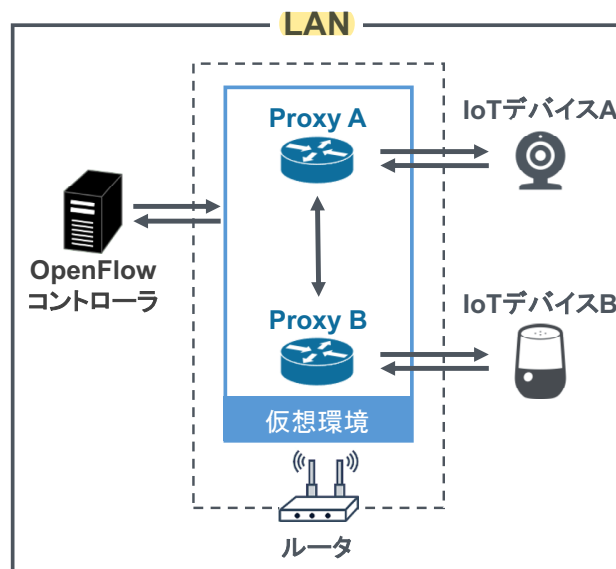 LAN
Proxy A
IoTデバイスA
OpenFlow
コントローラ
Proxy B
IoTデバイスB
仮想環境
ルータ